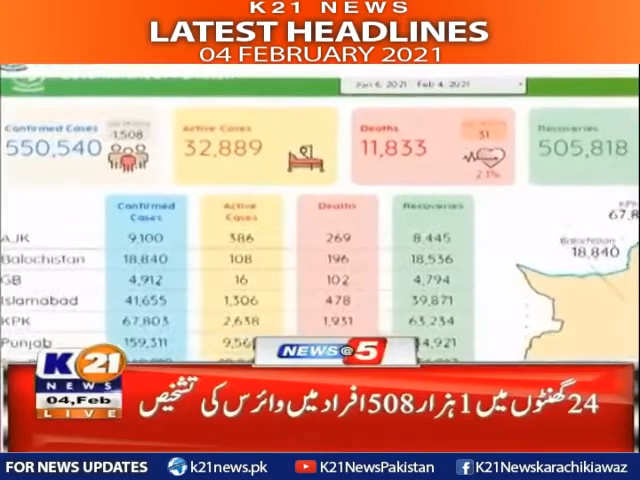 K21 NEWS
LATEST HEADLINES
04 FEBRUARY 2021
Feb 4, 2021
Confirmed Cases
550,540
1,508
Active Cases
32,889
Deaths
11,833
31
2.1%
Recoveries
505,818
Confirmed Cases Active Cases Deaths Recoveries
AJK 9,100 386 269 8,445
Balochistan 18,840 108 196 18,536
GB 4,912 16 102 4,794
Islamabad 41,655 1,306 478 39,871
KPK 67,803 2,638 1,931 63,234
Punjab 159,311
Balochistan
18,840
NEWS@5
K21
NEWS
04,Feb
LIVE
24 گھنٹوں میں 1 ہزار 508 افراد میں وائرس کی تشخیص
FOR NEWS UPDATES k21news.pk K21NewsPakistan K21Newskarachikiawaz